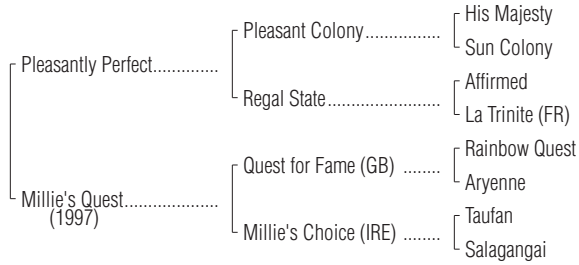 His Majesty
Pleasant Colony................
Sun Colony
Pleasantly Perfect..............
Affirmed
Regal State........................
La Trinite (FR)
Rainbow Quest
Quest for Fame (GB) ........
Aryenne
Millie's Quest....................
(1997)
Taufan
Millie's Choice (IRE) ........
Salagangai